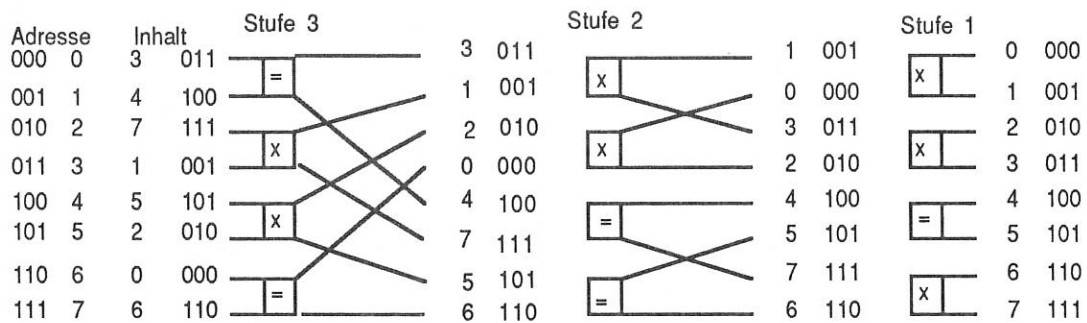 Stufe 3 Stufe 2 Stufe 1
Adresse Inhalt
000 0 3 011 = 3 011 x 1 001 x 0 000
001 1 4 100 1 001 0 000 1 001
010 2 7 111 x 2 010 x 3 011 x 2 010
011 3 1 001 0 000 2 010 3 011
100 4 5 101 x 4 100 = 4 100 = 4 100
101 5 2 010 7 111 5 101 5 101
110 6 0 000 = 5 101 = 7 111 x 6 110
111 7 6 110 6 110 6 110 7 111